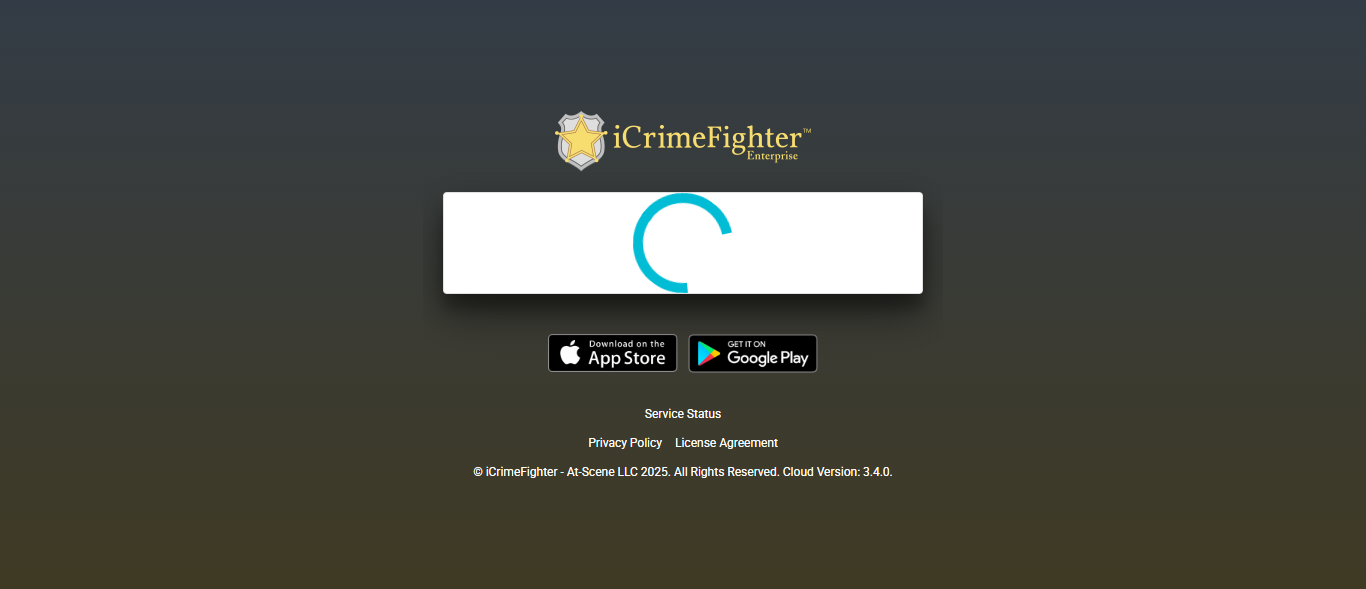 iCrimeFighter™
Enterprise
Download on the
App Store
GET IT ON
Google Play
Service Status
Privacy Policy License Agreement
© iCrimeFighter - At-Scene LLC 2025. All Rights Reserved. Cloud Version: 3.4.0.